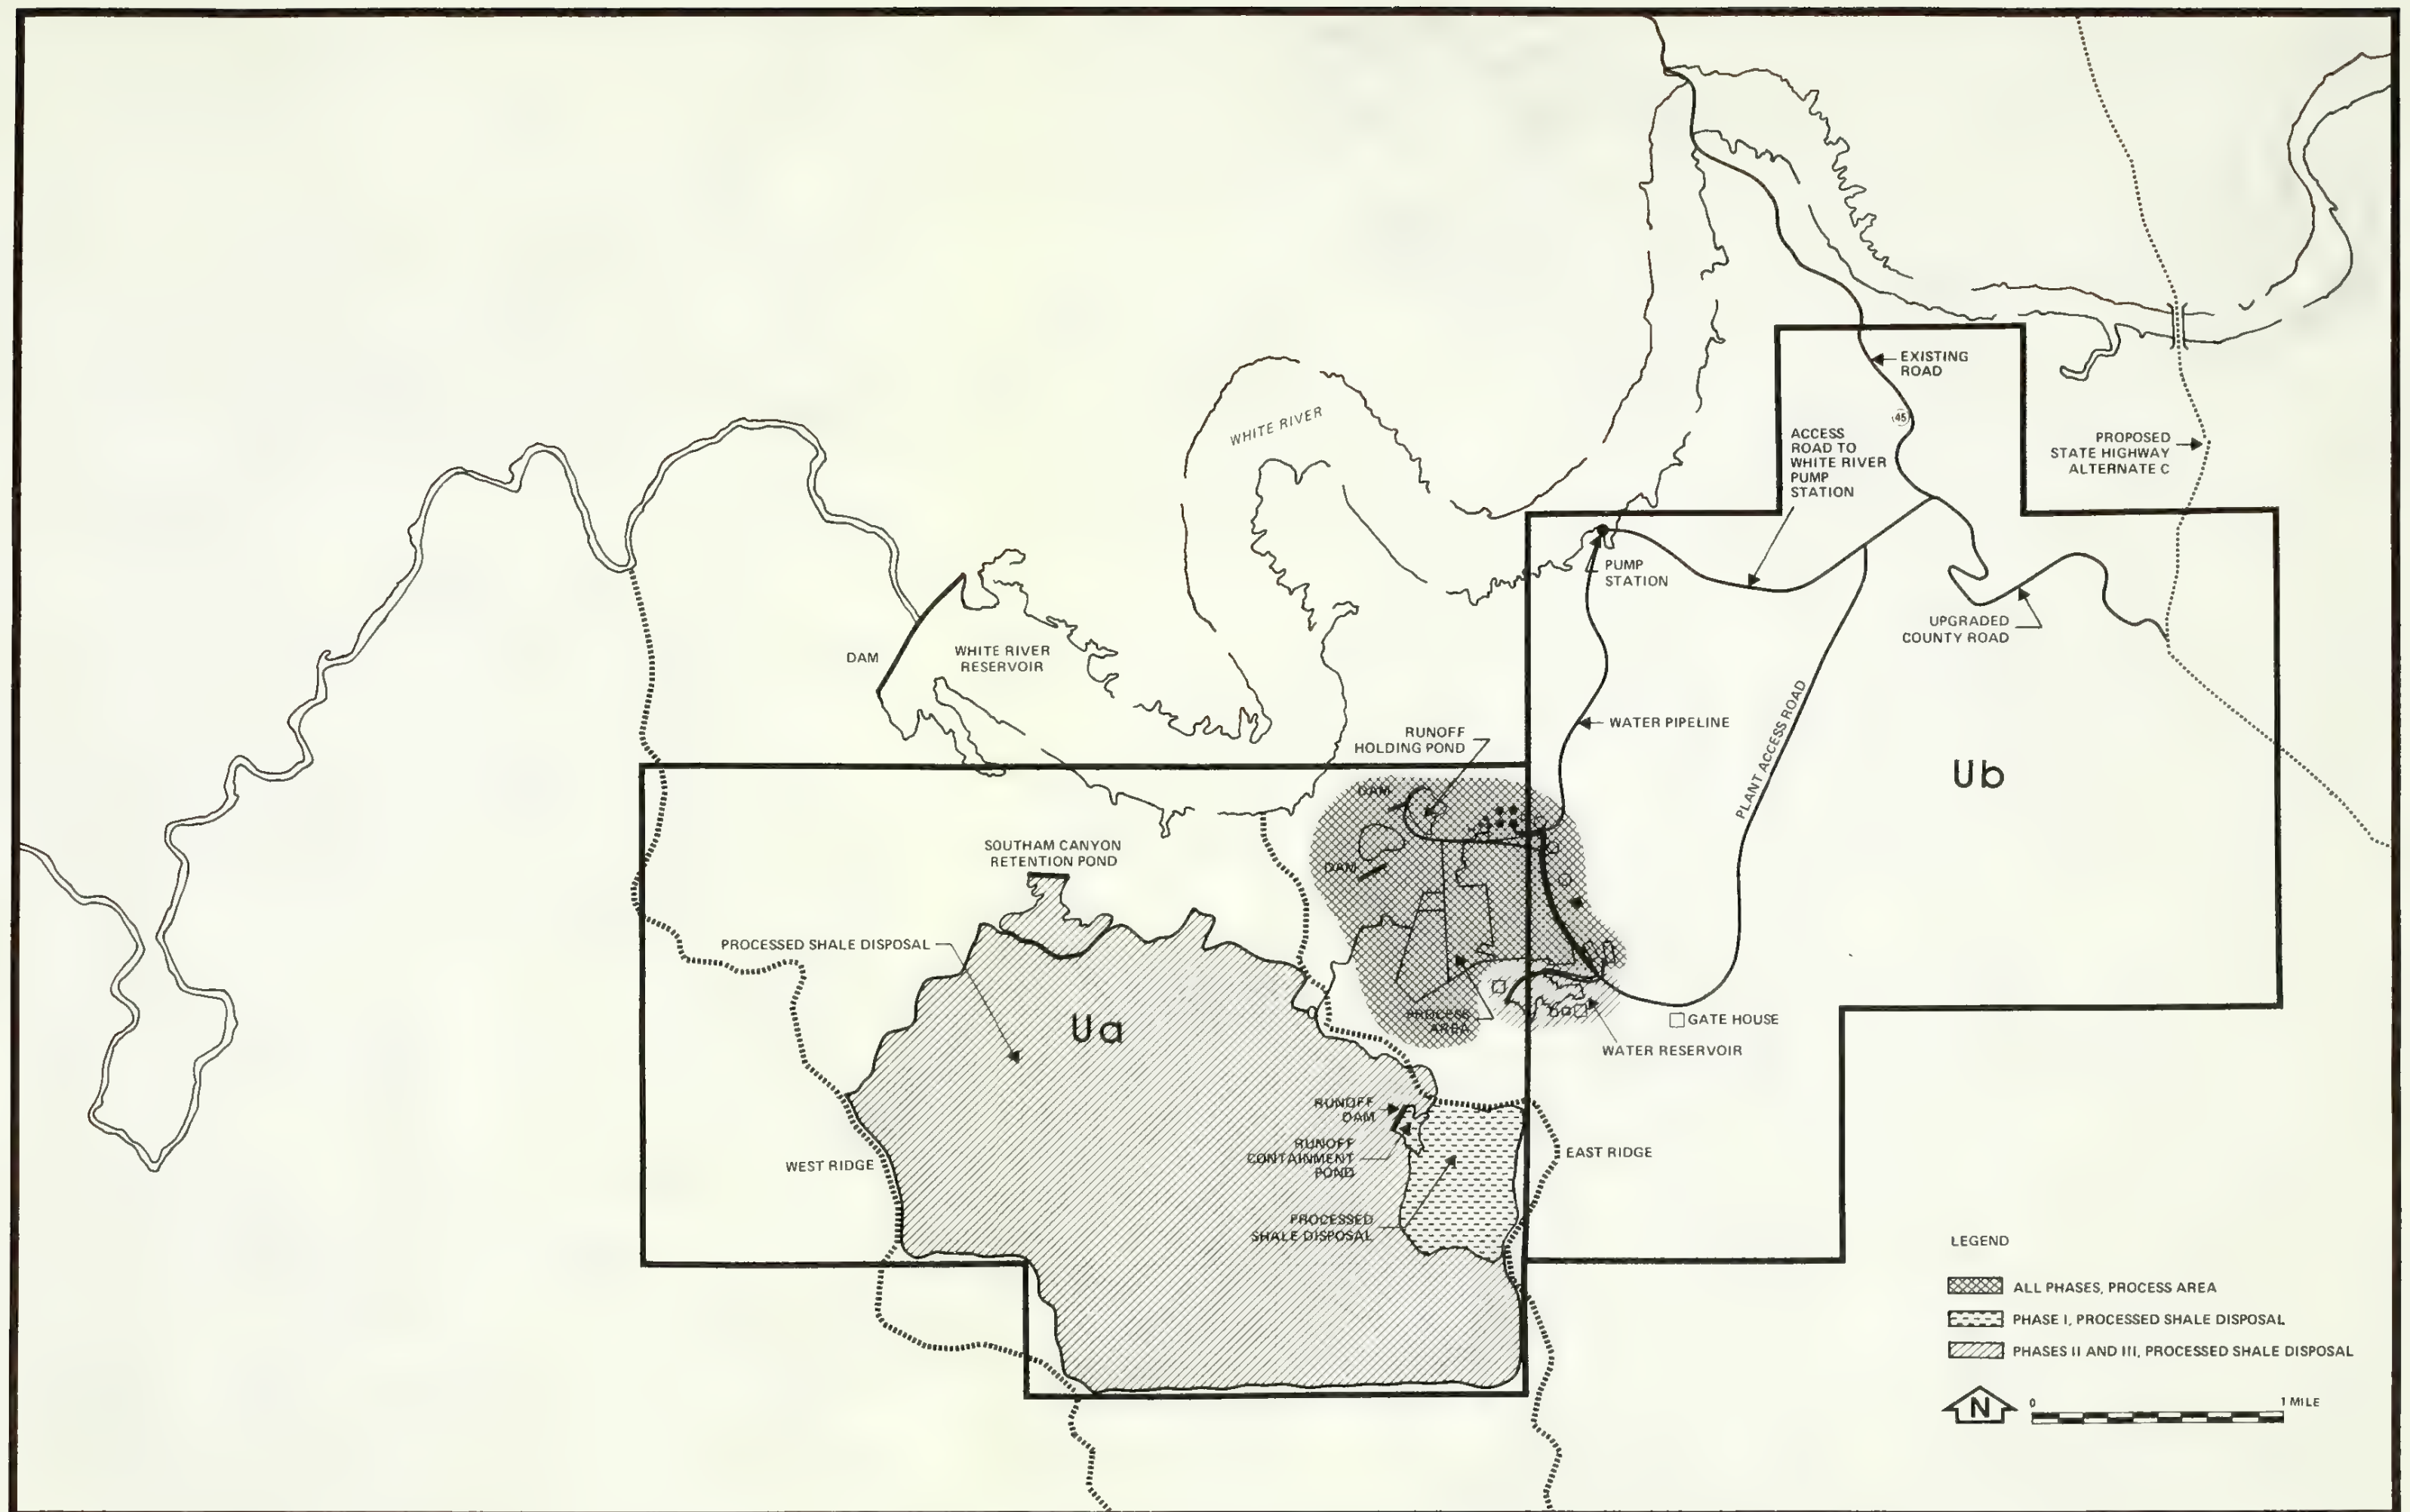 EXISTING
ROAD
45
WHITE RIVER
ACCESS
ROAD TO
WHITE RIVER
PUMP
STATION
PROPOSED
STATE HIGHWAY
ALTERNATE C
PUMP
STATION
UPGRADED
COUNTY ROAD
DAM
WHITE RIVER
RESERVOIR
WATER PIPELINE
PLANT ACCESS ROAD
RUNOFF
HOLDING POND
Ub
DAM
SOUTHAM CANYON
RETENTION POND
DAM
PROCESSED SHALE DISPOSAL
Ua
PROCESS
AREA
GATE HOUSE
WATER RESERVOIR
RUNOFF
DAM
RUNOFF
CONTAINMENT
POND
WEST RIDGE
EAST RIDGE
PROCESSED
SHALE DISPOSAL
LEGEND
ALL PHASES, PROCESS AREA
PHASE I, PROCESSED SHALE DISPOSAL
PHASES II AND III, PROCESSED SHALE DISPOSAL
N
0 1 MILE